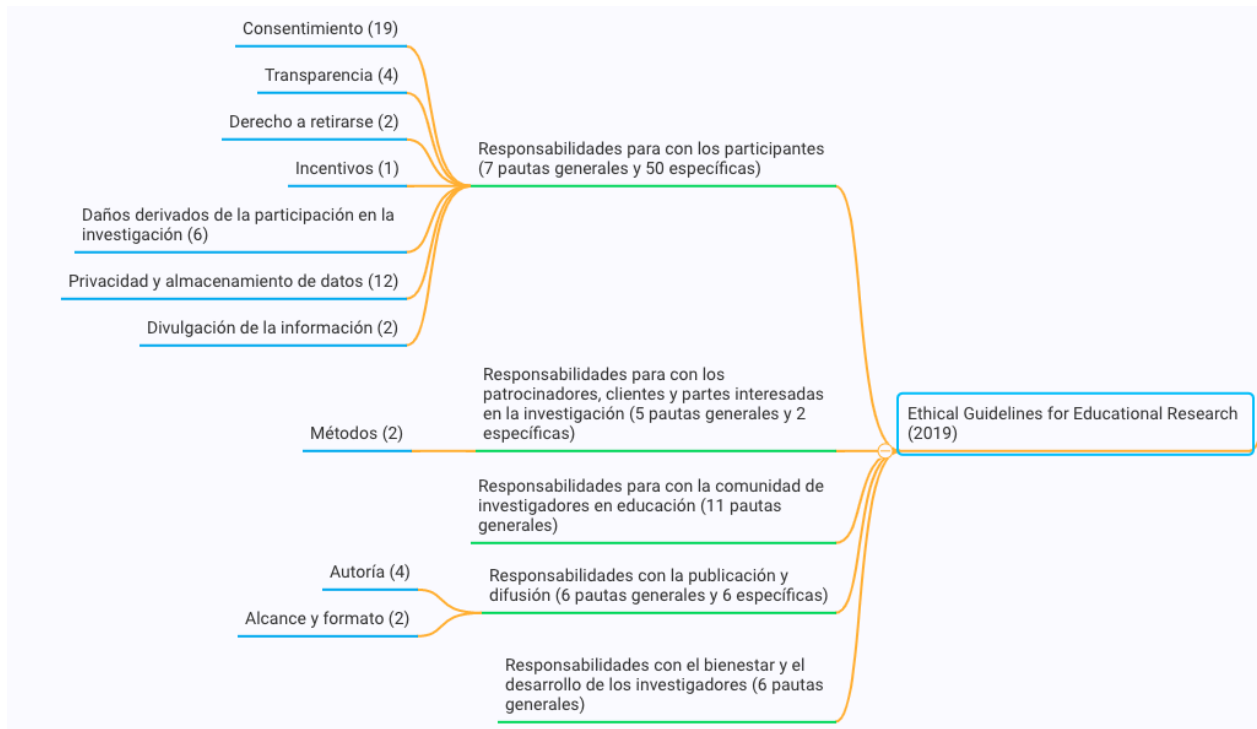 Consentimiento (19)
Transparencia (4)
Derecho a retirarse (2)
Incentivos (1)
Daños derivados de la participación en la
investigación (6)
Privacidad y almacenamiento de datos (12)
Divulgación de la información (2)
Responsabilidades para con los participantes
(7 pautas generales y 50 específicas)
Métodos (2)
Responsabilidades para con los
patrocinadores, clientes y partes interesadas
en la investigación (5 pautas generales y 2
específicas)
Responsabilidades para con la comunidad de
investigadores en educación (11 pautas
generales)
Autoría (4)
Alcance y formato (2)
Responsabilidades con la publicación y
difusión (6 pautas generales y 6 específicas)
Responsabilidades con el bienestar y el
desarrollo de los investigadores (6 pautas
generales)
Ethical Guidelines for Educational Research
(2019)